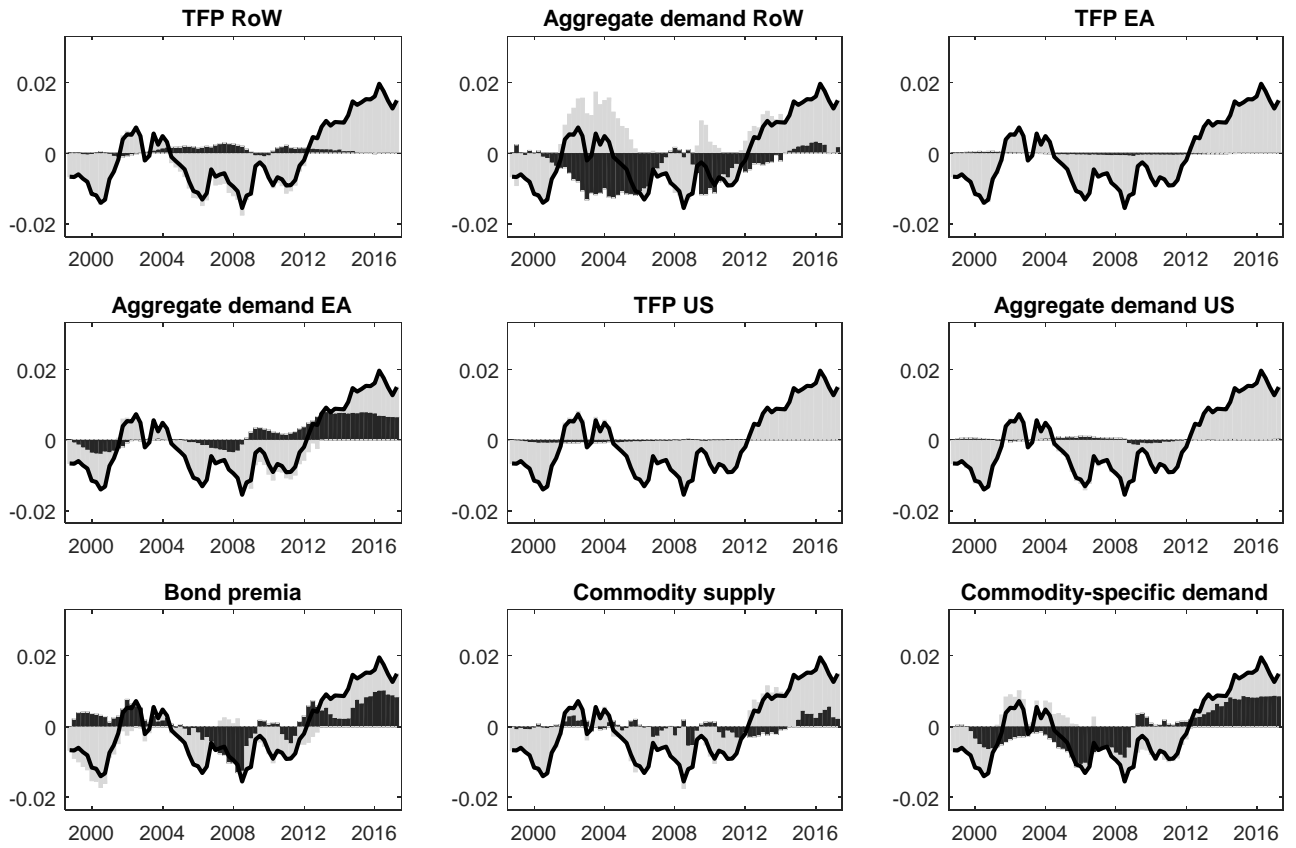 TFP RoW
Aggregate demand RoW
TFP EA
0.02
0
-0.02
2000 2004 2008 2012 2016
0.02
0
-0.02
2000 2004 2008 2012 2016
0.02
0
-0.02
2000 2004 2008 2012 2016
Aggregate demand EA
TFP US
Aggregate demand US
0.02
0
-0.02
2000 2004 2008 2012 2016
0.02
0
-0.02
2000 2004 2008 2012 2016
0.02
0
-0.02
2000 2004 2008 2012 2016
Bond premia
Commodity supply
Commodity-specific demand
0.02
0
-0.02
2000 2004 2008 2012 2016
0.02
0
-0.02
2000 2004 2008 2012 2016
0.02
0
-0.02
2000 2004 2008 2012 2016